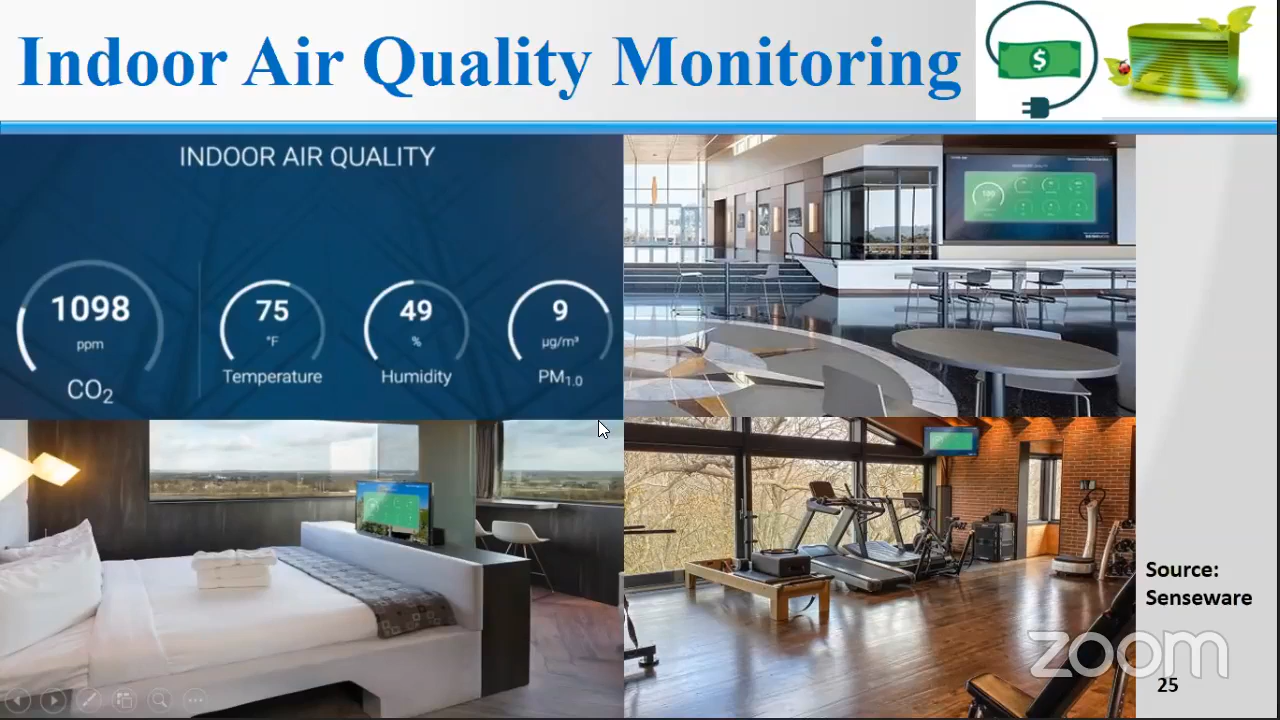 Indoor Air Quality Monitoring
$
INDOOR AIR QUALITY
1098
ppm
CO₂
75
°F
Temperature
49
%
Humidity
9
µg/m³
PM₁.₀
100
Source:
Senseware
zoom
25